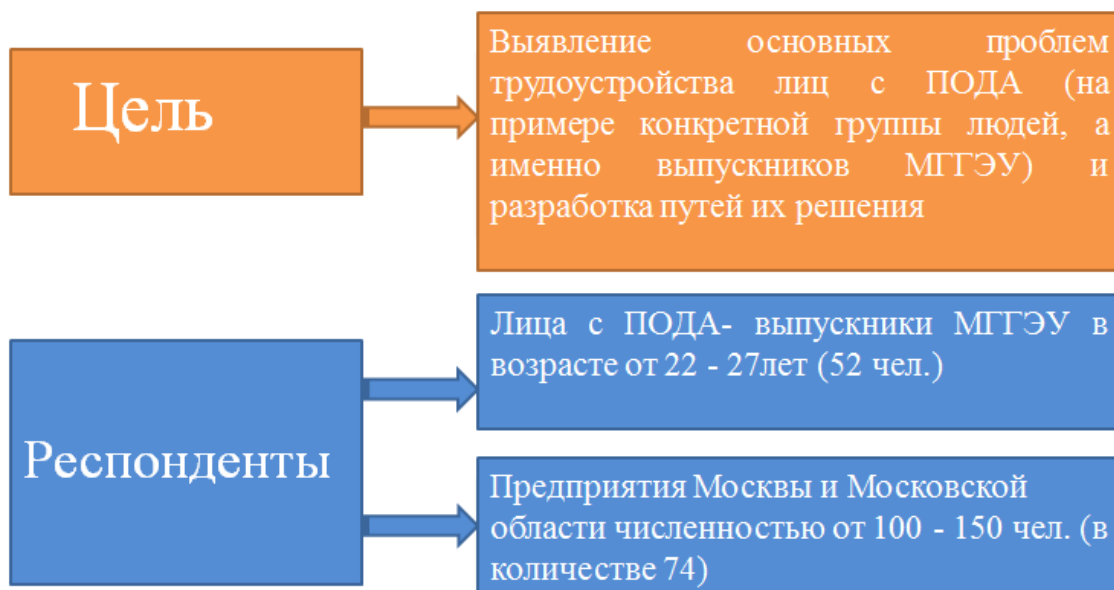 Цель
Выявление основных проблем
трудоустройства лиц с ПОДА (на
примере конкретной группы людей, а
именно выпускников МГГЭУ) и
разработка путей их решения
Респонденты
Лица с ПОДА- выпускники МГГЭУ в
возрасте от 22 - 27лет (52 чел.)
Предприятия Москвы и Московской
области численностью от 100 - 150 чел. (в
количестве 74)